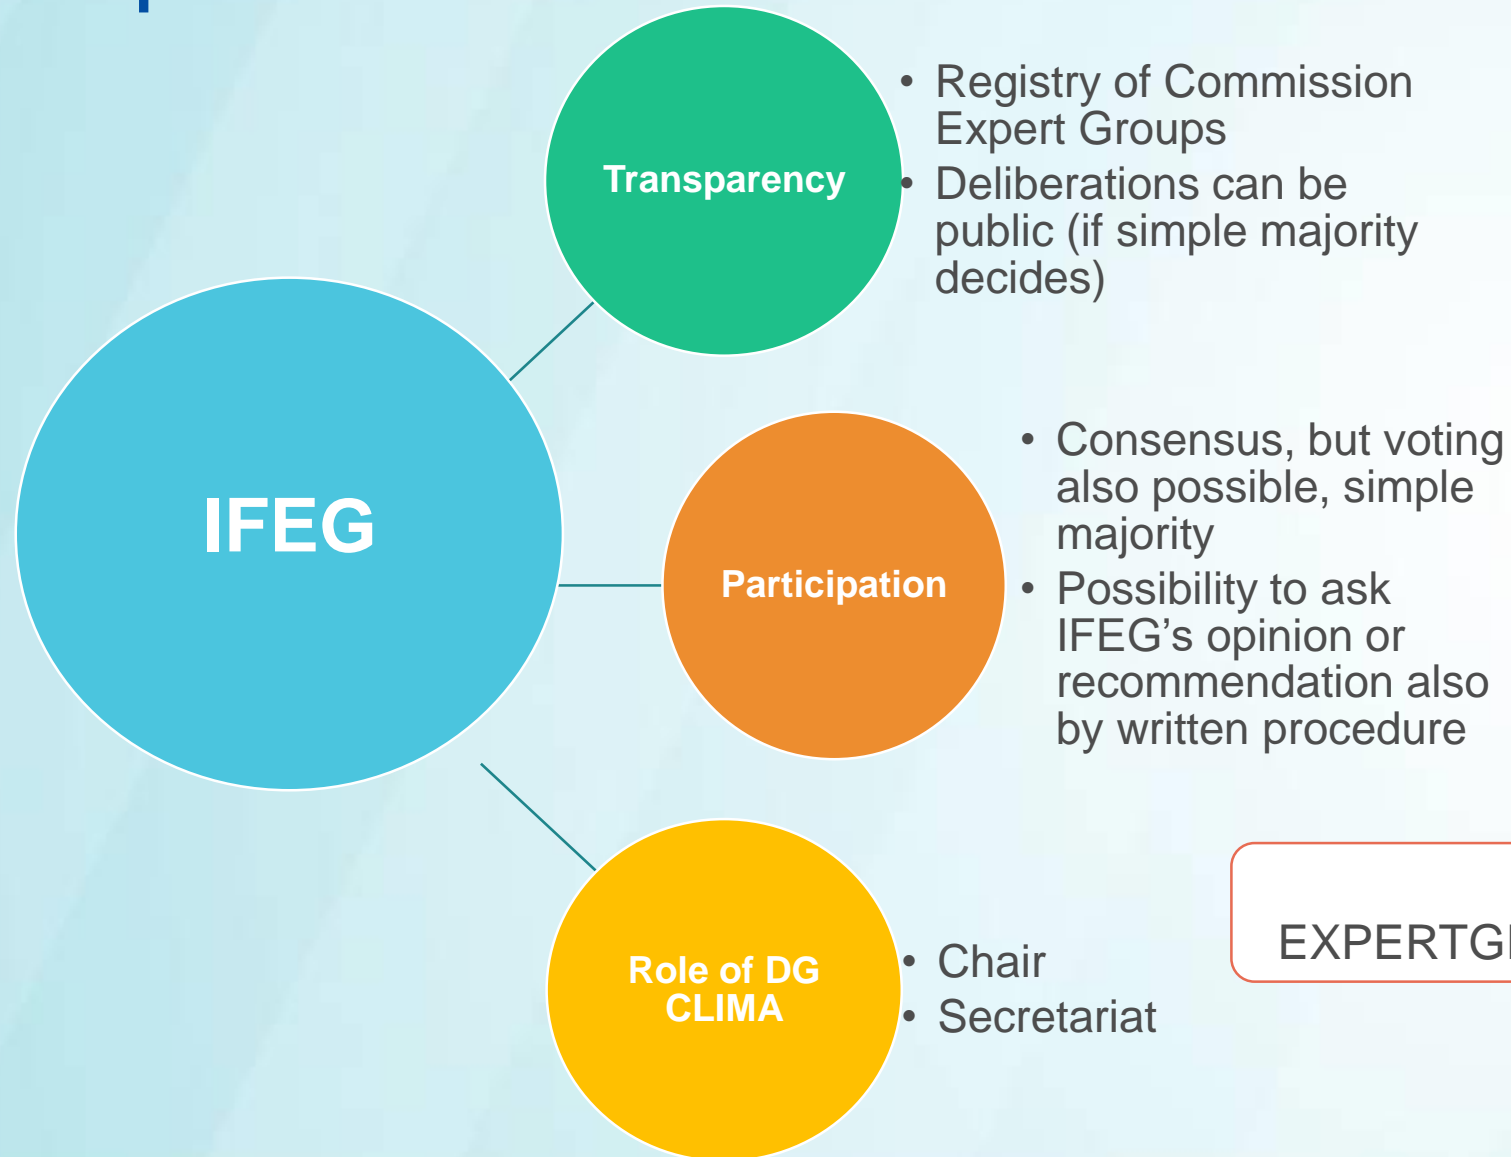 Transparency
• Registry of Commission
Expert Groups
• Deliberations can be
public (if simple majority
decides)
IFEG
Participation
• Consensus, but voting
also possible, simple
majority
• Possibility to ask
IFEG’s opinion or
recommendation also
by written procedure
Role of DG
CLIMA
• Chair
• Secretariat